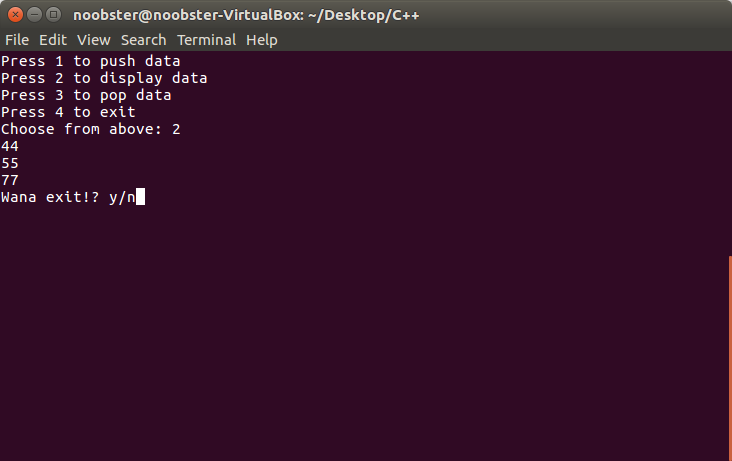 noobster@noobster-VirtualBox: ~/Desktop/C++
File Edit View Search Terminal Help
Press 1 to push data
Press 2 to display data
Press 3 to pop data
Press 4 to exit
Choose from above: 2
44
55
77
Wana exit!? y/n